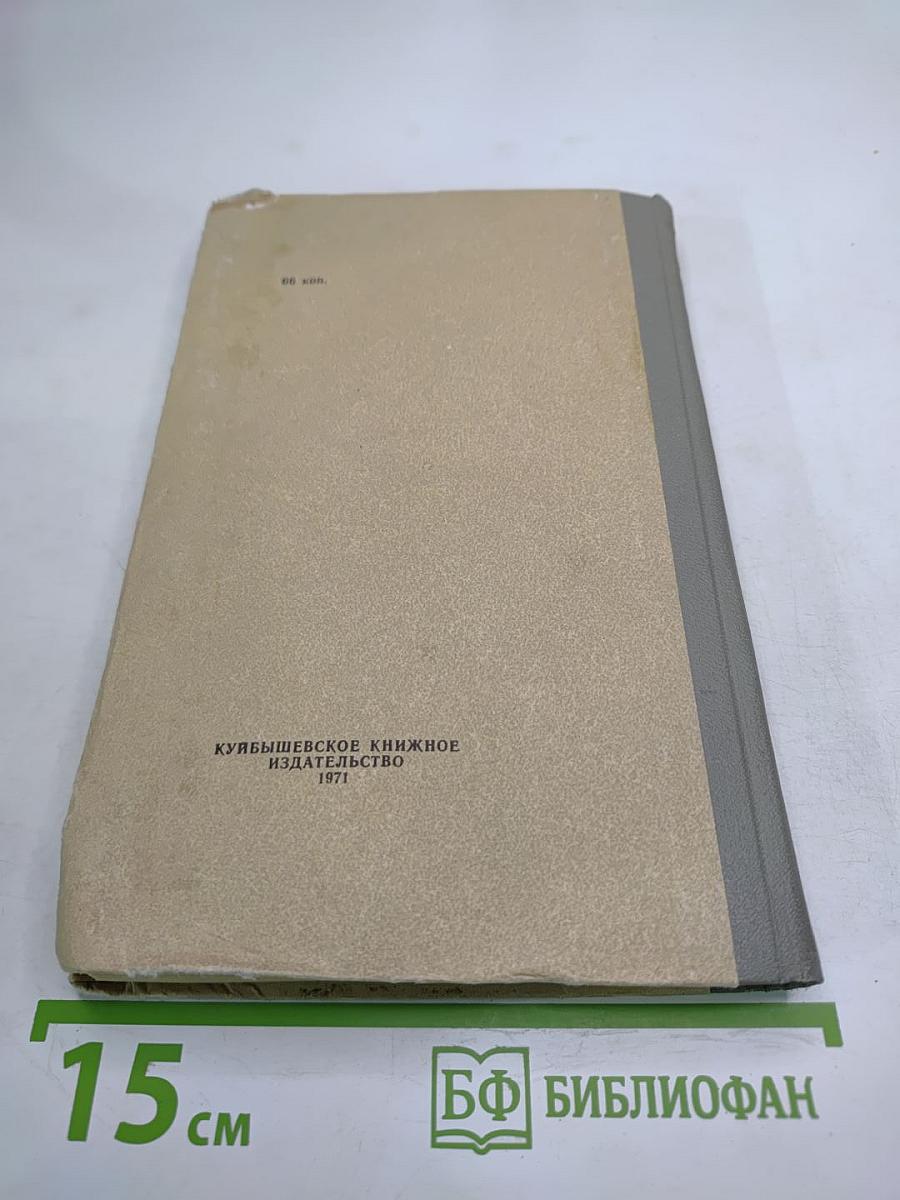 66 коп.
КУЙБЫШЕВСКОЕ КНИЖНОЕ
ИЗДАТЕЛЬСТВО
1971
15 см
БФ БИБЛИОФАН